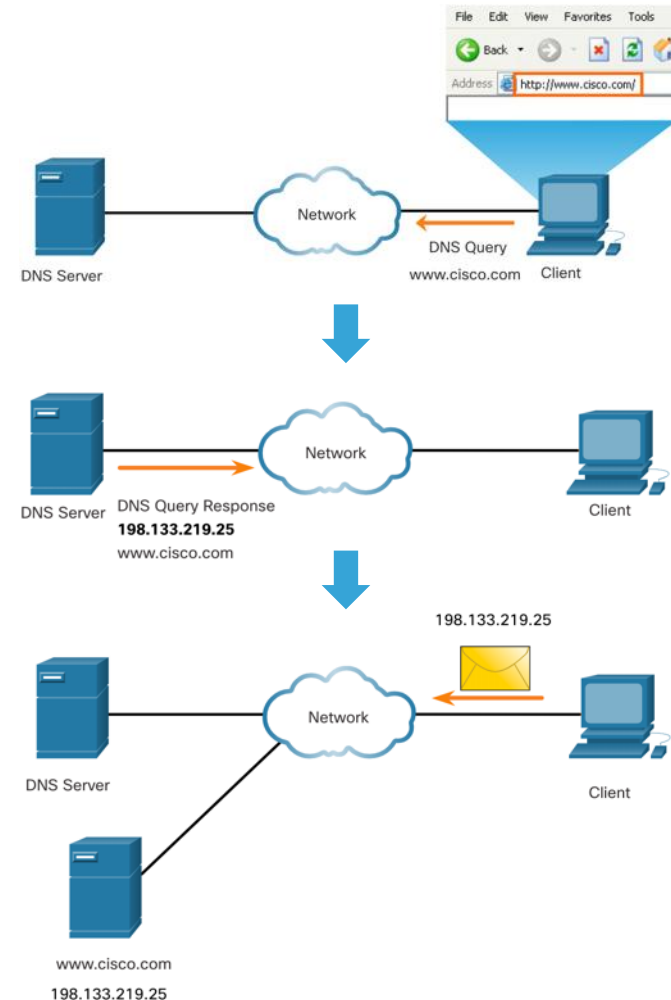 File Edit View Favorites Tools
Back
Address http://www.cisco.com/
Network
DNS Query
www.cisco.com
DNS Server
Client
Network
DNS Server
DNS Query Response
198.133.219.25
www.cisco.com
Client
198.133.219.25
Network
DNS Server
Client
www.cisco.com
198.133.219.25